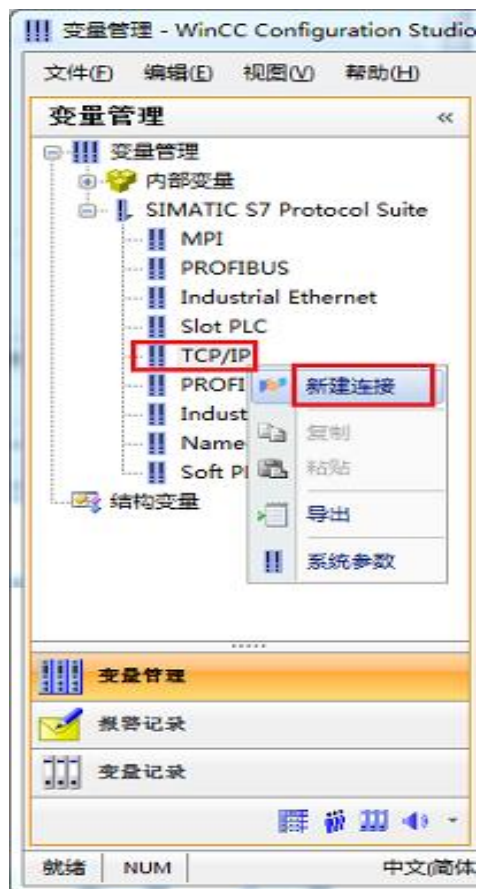 变量管理 - WinCC Configuration Studio
文件(F) 编辑(E) 视图(V) 帮助(H)
变量管理 «
变量管理
内部变量
SIMATIC S7 Protocol Suite
MPI
PROFIBUS
Industrial Ethernet
Slot PLC
TCP/IP
PROFI
新建连接
Indust
复制
Name
粘贴
Soft Pl
结构变量
导出
系统参数
变量管理
报警记录
变量记录
就绪 NUM 中文(简体